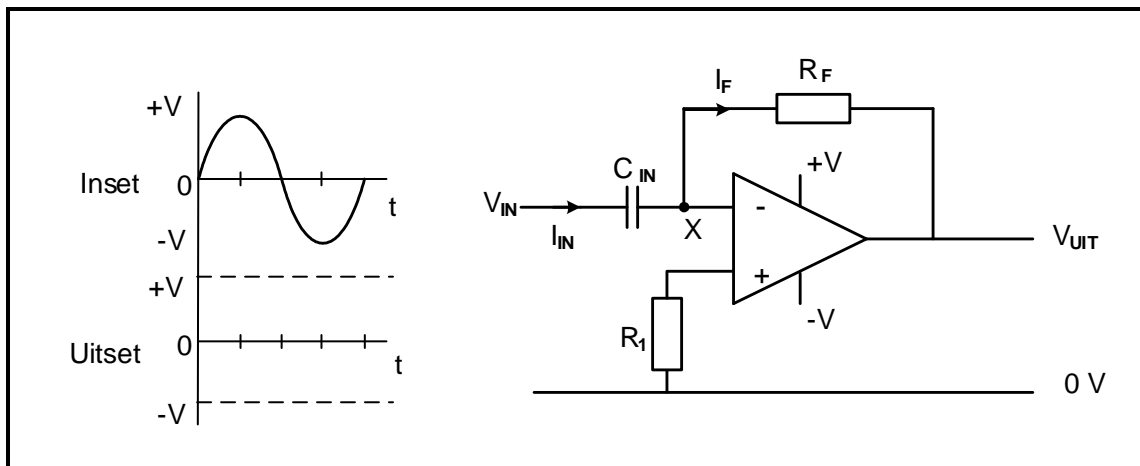 +V
Inset
0
t
-V
+V
Uitset
0
t
-V
I_F
R_F
C_IN
+V
V_IN
I_IN
X
-
+
-V
V_UIT
R_1
0 V